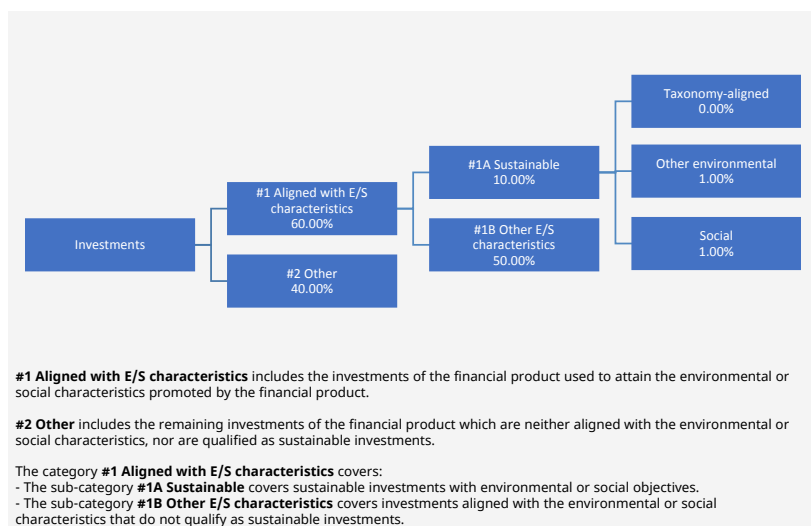 Taxonomy-aligned
0.00%
#1A Sustainable
10.00%
Other environmental
1.00%
#1 Aligned with E/S
characteristics
60.00%
#1B Other E/S
characteristics
50.00%
Social
1.00%
Investments
#2 Other
40.00%
#1 Aligned with E/S characteristics includes the investments of the financial product used to attain the environmental or
social characteristics promoted by the financial product.
#2 Other includes the remaining investments of the financial product which are neither aligned with the environmental or
social characteristics, nor are qualified as sustainable investments.
The category #1 Aligned with E/S characteristics covers:
- The sub-category #1A Sustainable covers sustainable investments with environmental or social objectives.
- The sub-category #1B Other E/S characteristics covers investments aligned with the environmental or social
characteristics that do not qualify as sustainable investments.